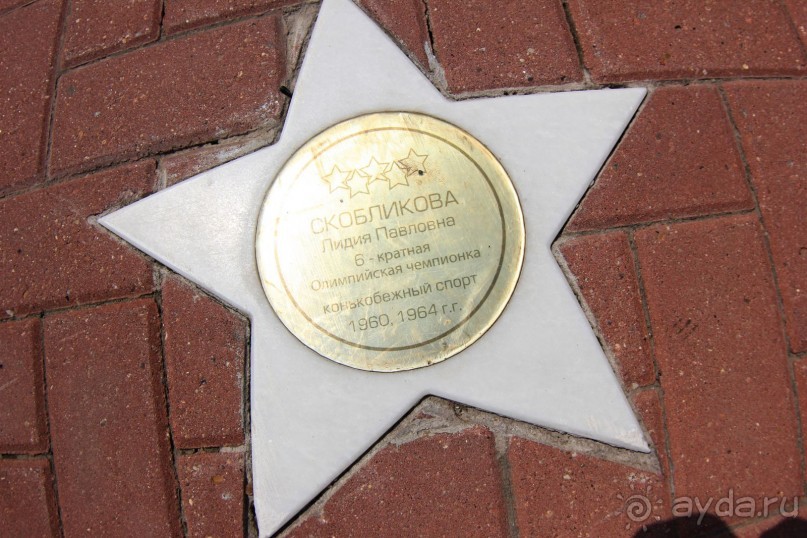 СКОБЛИКОВА
Лидия Павловна
6 - кратная
Олимпийская чемпионка
конькобежный спорт
1960, 1964 г.г.
ayda.ru